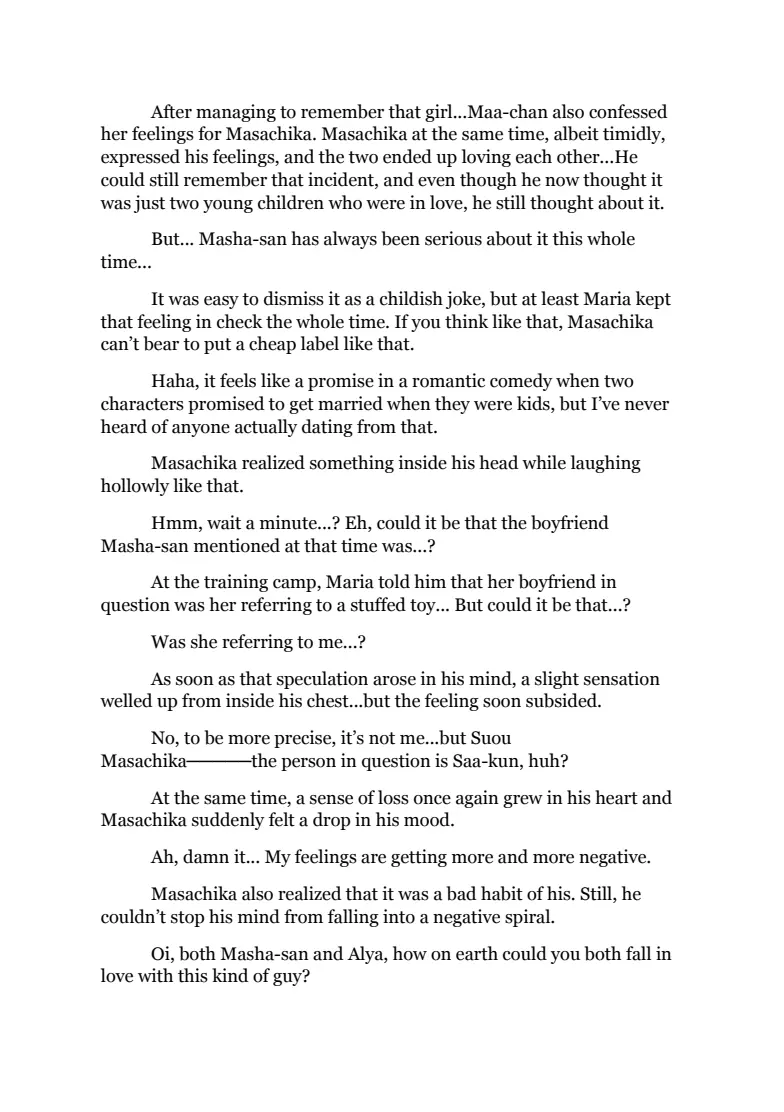 After managing to remember that girl...Maa-chan also confessed
her feelings for Masachika. Masachika at the same time, albeit timidly,
expressed his feelings, and the two ended up loving each other...He
could still remember that incident, and even though he now thought it
was just two young children who were in love, he still thought about it.
But... Masha-san has always been serious about it this whole
time...
It was easy to dismiss it as a childish joke, but at least Maria kept
that feeling in check the whole time. If you think like that, Masachika
can’t bear to put a cheap label like that.
Haha, it feels like a promise in a romantic comedy when two
characters promised to get married when they were kids, but I’ve never
heard of anyone actually dating from that.
Masachika realized something inside his head while laughing
hollowly like that.
Hmm, wait a minute...? Eh, could it be that the boyfriend
Masha-san mentioned at that time was...?
At the training camp, Maria told him that her boyfriend in
question was her referring to a stuffed toy... But could it be that...?
Was she referring to me...?
As soon as that speculation arose in his mind, a slight sensation
welled up from inside his chest...but the feeling soon subsided.
No, to be more precise, it’s not me...but Suou
Masachika———the person in question is Saa-kun, huh?
At the same time, a sense of loss once again grew in his heart and
Masachika suddenly felt a drop in his mood.
Ah, damn it... My feelings are getting more and more negative.
Masachika also realized that it was a bad habit of his. Still, he
couldn’t stop his mind from falling into a negative spiral.
Oi, both Masha-san and Alya, how on earth could you both fall in
love with this kind of guy?